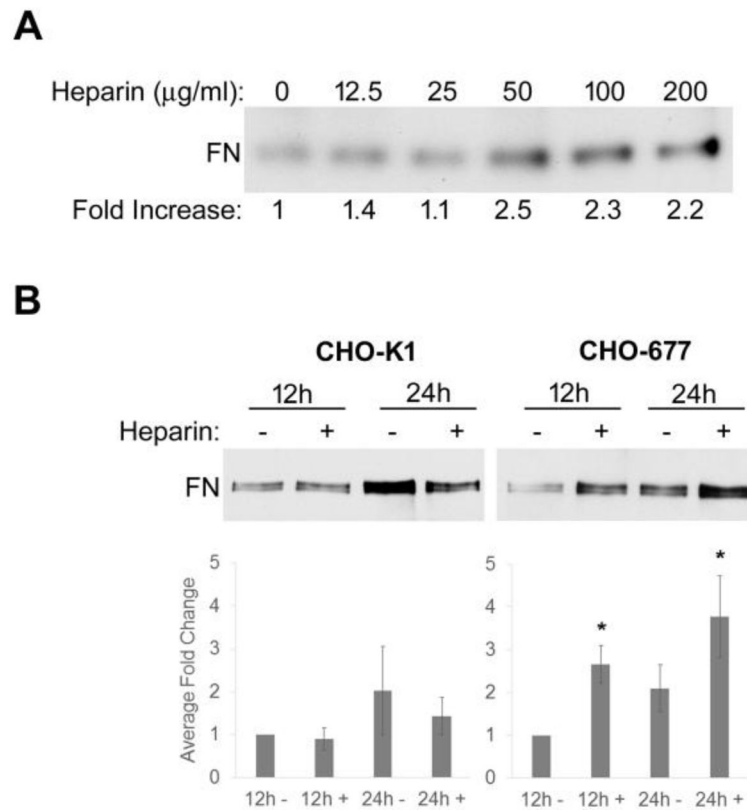 A
Heparin (μg/ml): 0 12.5 25 50 100 200
FN
Fold Increase: 1 1.4 1.1 2.5 2.3 2.2
B
CHO-K1 CHO-677
12h 24h 12h 24h
Heparin: - + - + - + - +
FN
*
*
Average Fold Change
5
4
3
2
1
0
12h - 12h + 24h - 24h +
5
4
3
2
1
0
12h - 12h + 24h - 24h +